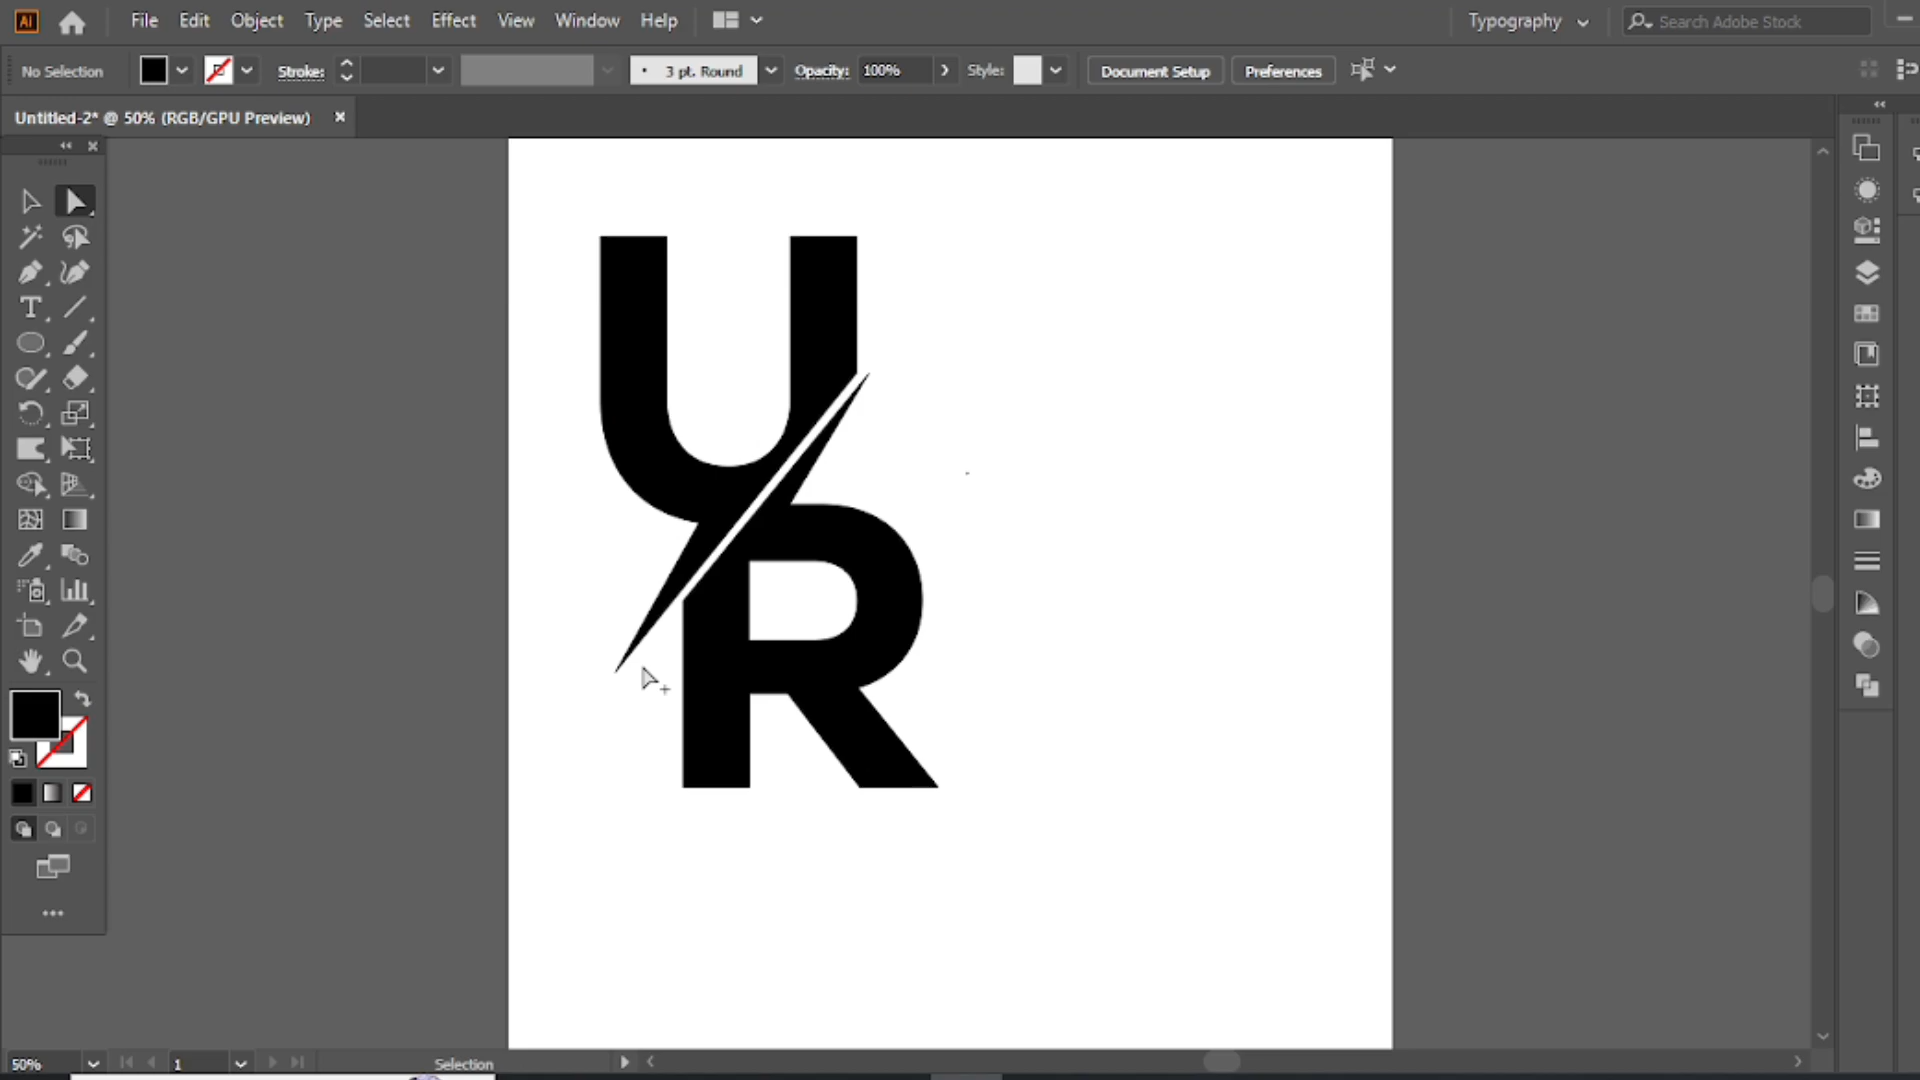 Ai File Edit Object Type Select Effect View Window Help Typography Search Adobe Stock
No Selection Stroke: • 3 pt. Round Opacity: 100% Style: Document Setup Preferences
Untitled-2* @ 50% (RGB/GPU Preview) ×
U
R
50% 1 Selection